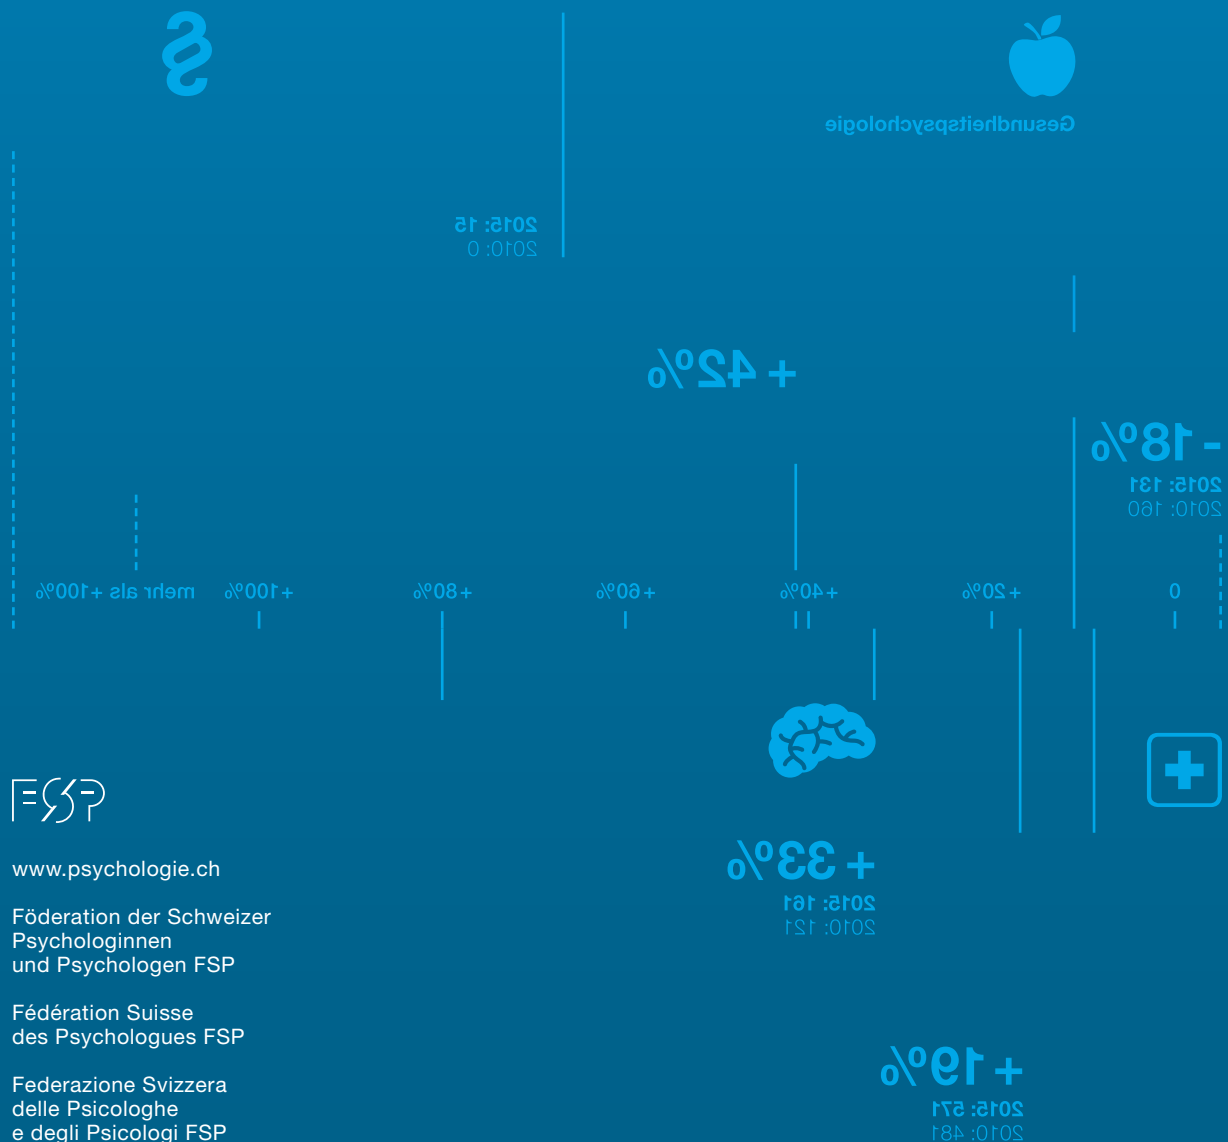 §
Gesundheitspsychologie
2015: 15
2010: 0
+ 42%
- 18%
2015: 131
2010: 160
mehr als +100%
+100%
+80%
+60%
+40%
+20%
0
FSP
www.psychologie.ch
Föderation der Schweizer
Psychologinnen
und Psychologen FSP
Fédération Suisse
des Psychologues FSP
Federazione Svizzera
delle Psicologhe
e degli Psicologi FSP
+ 33%
2015: 161
2010: 121
+ 19%
2015: 571
2010: 481